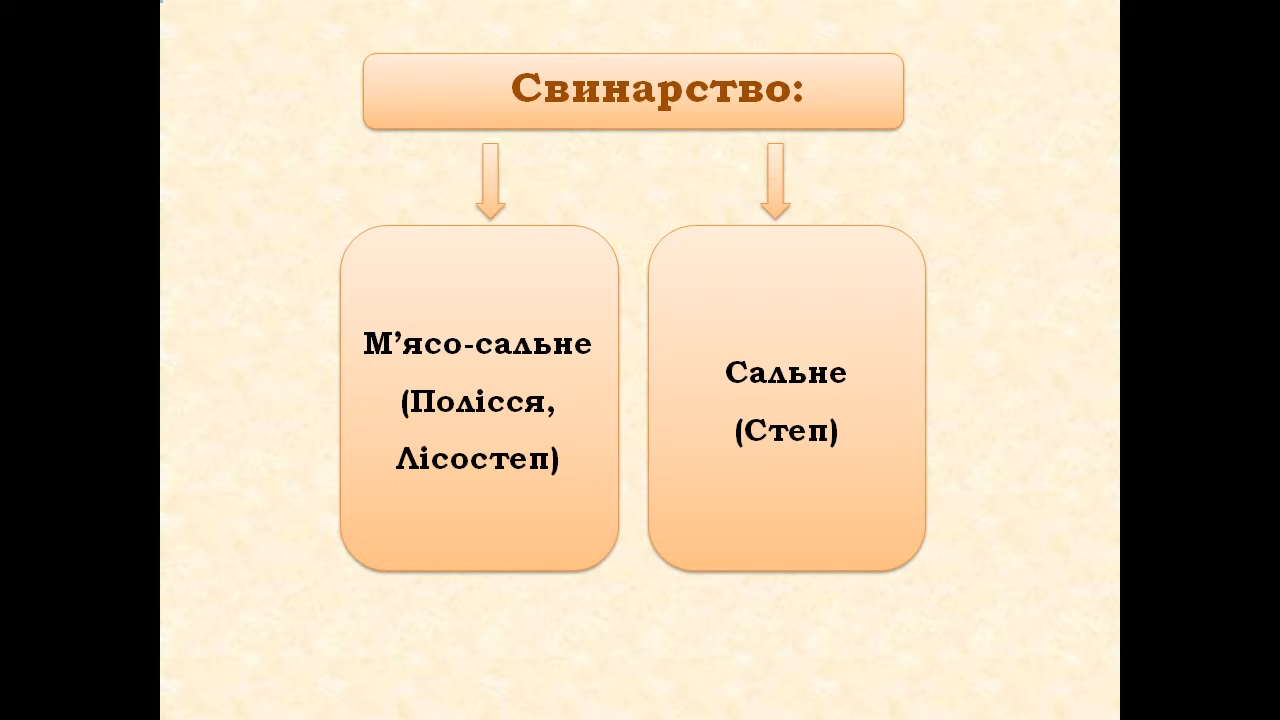 Свинарство:
М’ясо-сальне
(Полісся,
Лісостеп)
Сальне
(Степ)